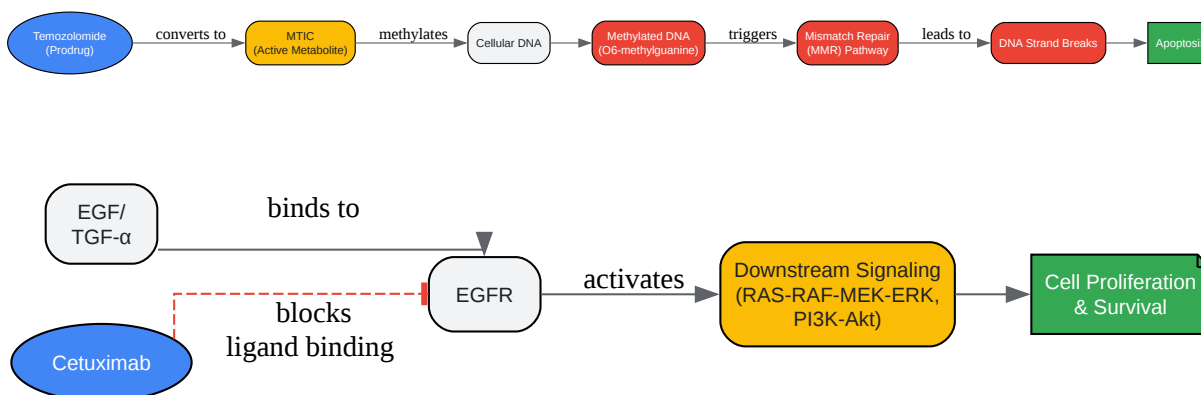 Temozolomide
(Prodrug)
converts to
MTIC
(Active Metabolite)
methylates
Cellular DNA
Methylated DNA
(O6-methylguanine)
triggers
Mismatch Repair
(MMR) Pathway
leads to
DNA Strand Breaks
Apoptosis
EGF/
TGF-α
binds to
EGFR
activates
Downstream Signaling
(RAS-RAF-MEK-ERK,
PI3K-Akt)
Cell Proliferation
& Survival
blocks
ligand binding
Cetuximab